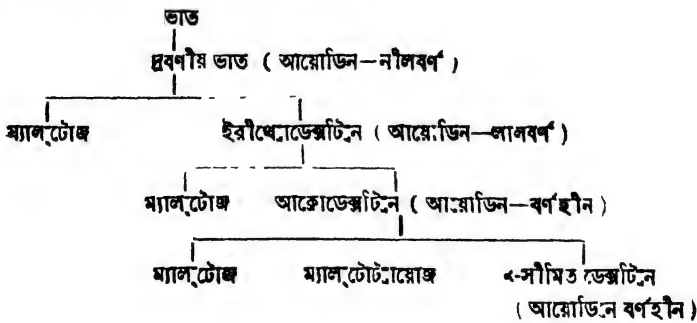 ভাত
দ্রবণীয় ভাত ( আয়োডিন—নীলবর্ণ )
ম্যাল্‌টোজ ইরীথ্রোডেক্সট্রিন ( আয়োডিন—লালবর্ণ )
ম্যাল্‌টোজ আক্রোডেক্সট্রিন ( আয়োডিন—বর্ণহীন )
ম্যাল্‌টোজ ম্যাল্‌টোট্রায়োজ ৰ-সীমিত ডেক্সট্রিন
( আয়োডিন বর্ণহীন )